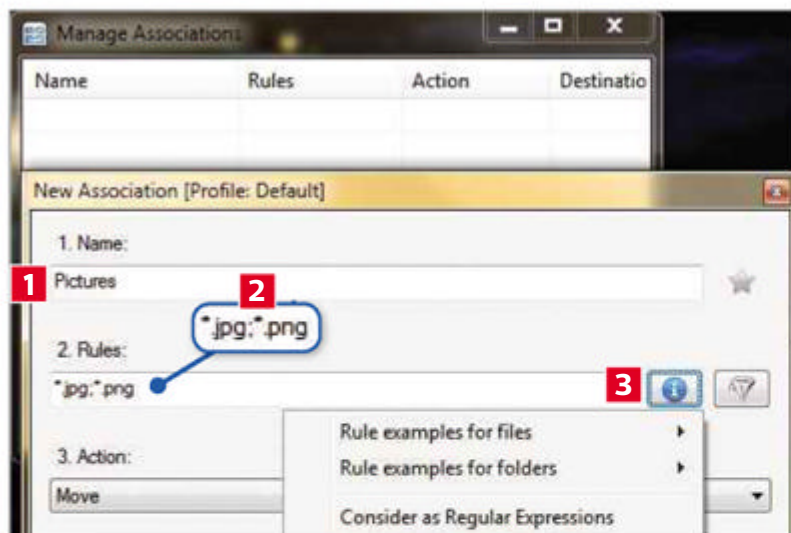 Manage Associations
Name Rules Action Destinatio
New Association [Profile: Default]
1. Name:
1 Pictures
2
*.jpg;*.png
2. Rules:
*.jpg;*.png
3
Rule examples for files
Rule examples for folders
3. Action:
Move
Consider as Regular Expressions